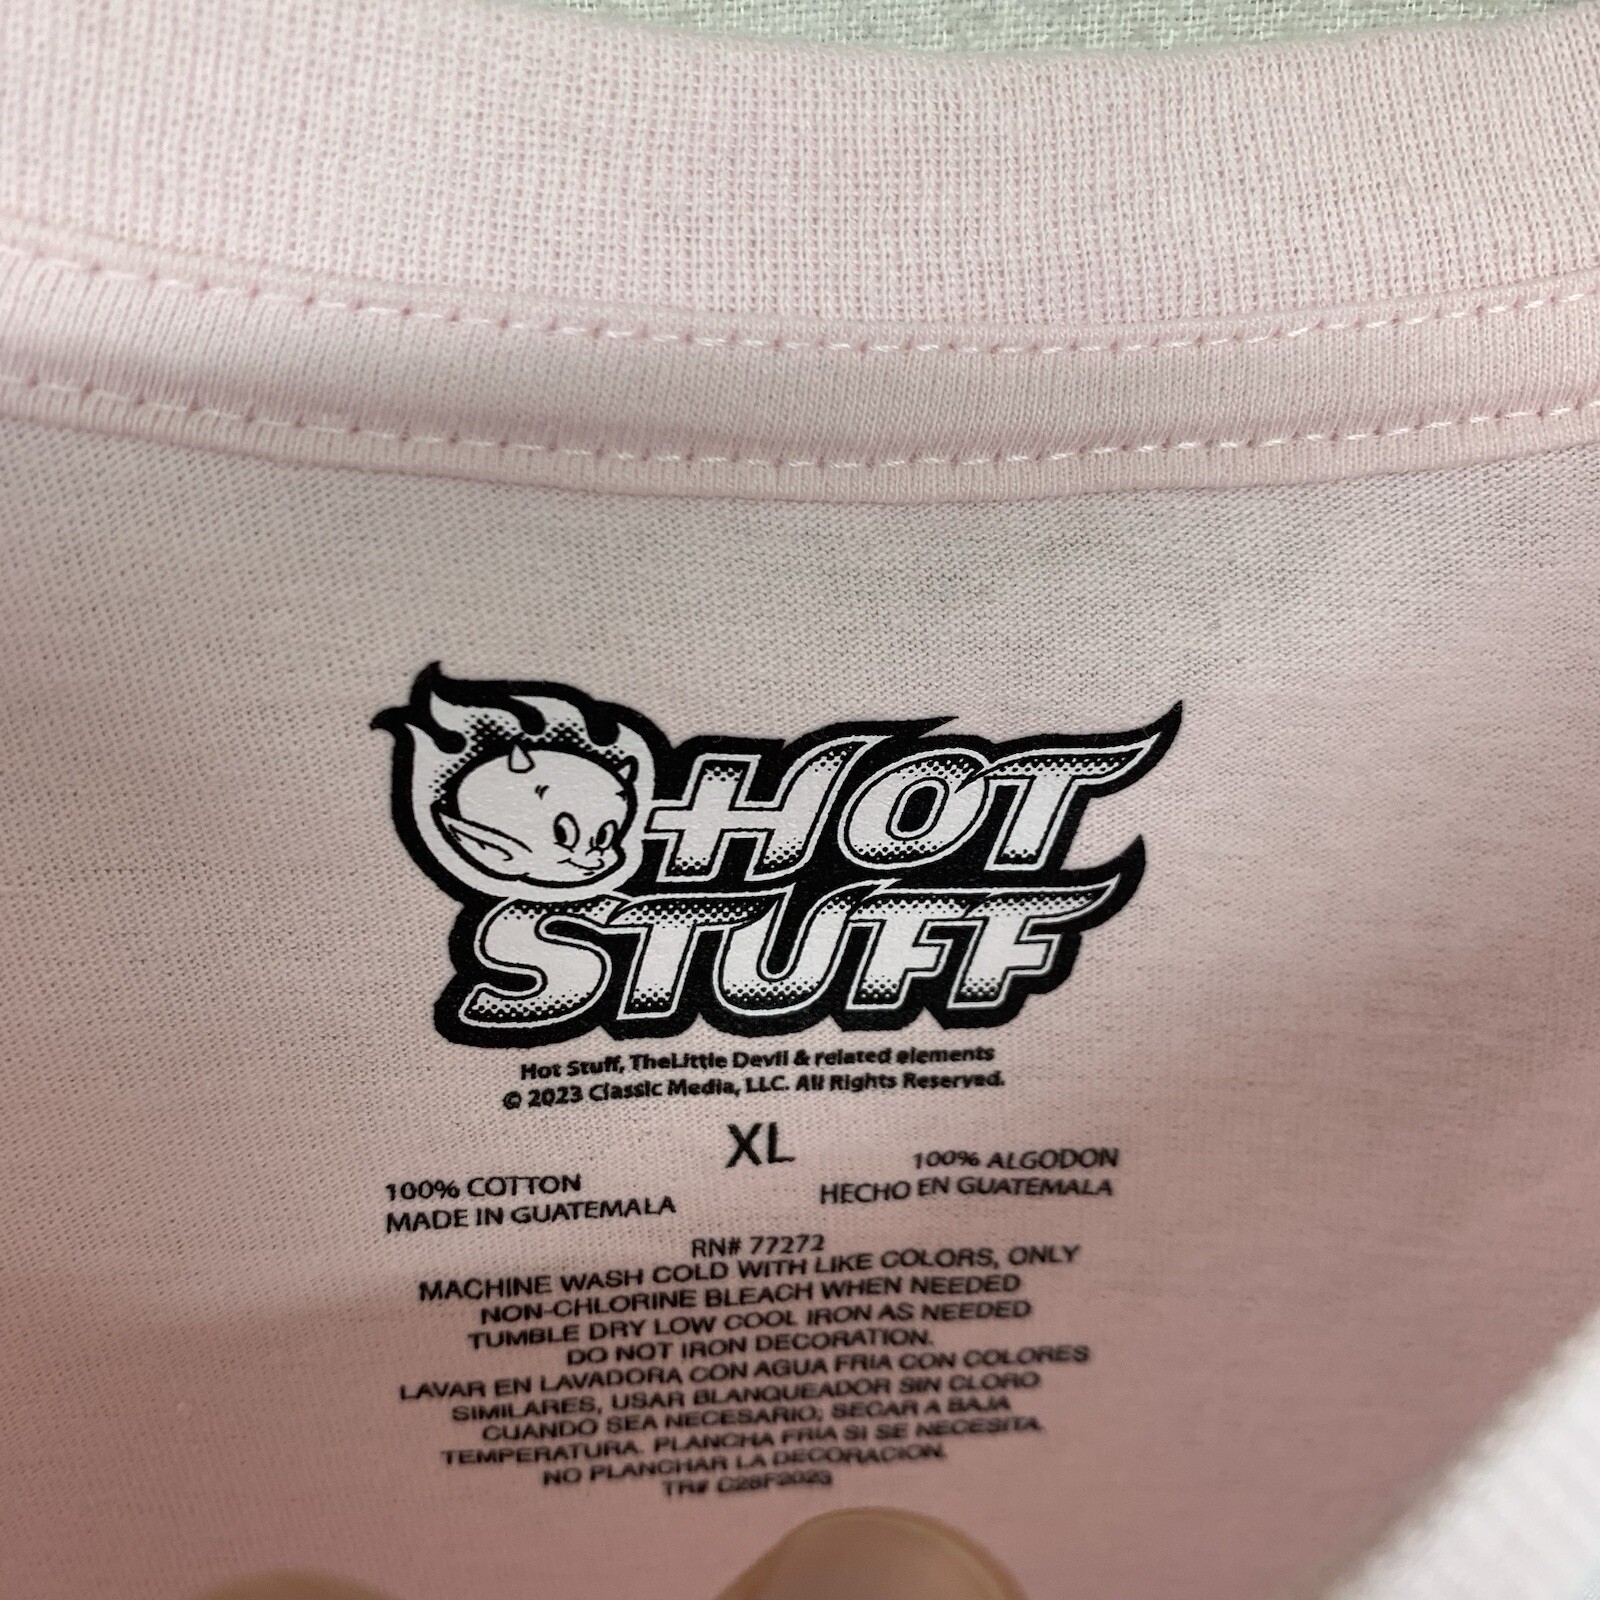 HOT
STUFF
Hot Stuff, TheLittle Devil & related elements
© 2023 Classic Media, LLC. All Rights Reserved.
XL
100% COTTON
MADE IN GUATEMALA
100% ALGODON
HECHO EN GUATEMALA
RN# 77272
MACHINE WASH COLD WITH LIKE COLORS, ONLY
NON-CHLORINE BLEACH WHEN NEEDED
TUMBLE DRY LOW COOL IRON AS NEEDED
DO NOT IRON DECORATION.
LAVAR EN LAVADORA CON AGUA FRIA CON COLORES
SIMILARES, USAR BLANQUEADOR SIN CLORO
CUANDO SEA NECESARIO; SECAR A BAJA
TEMPERATURA. PLANCHA FRIA SI SE NECESITA.
NO PLANCHAR LA DECORACION.
TR#